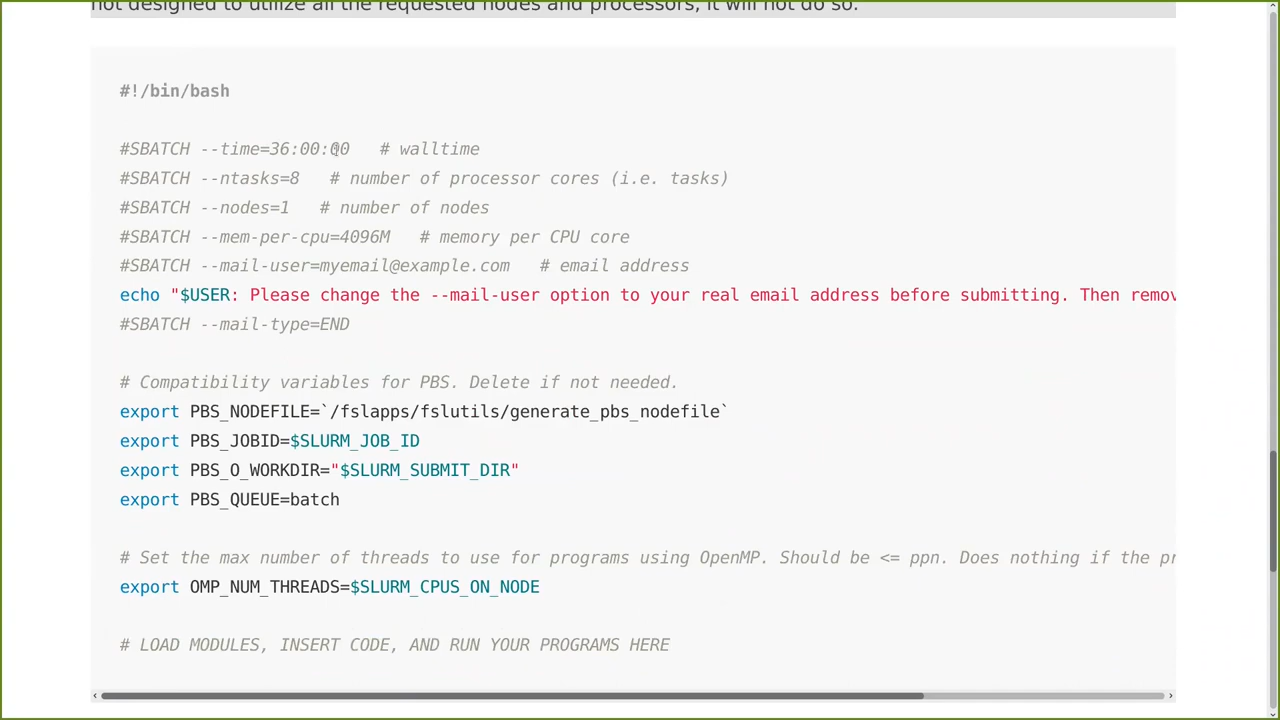 not designed to utilize all the requested nodes and processors, it will not do so.
#!/bin/bash
#SBATCH --time=36:00:00   # walltime
#SBATCH --ntasks=8   # number of processor cores (i.e. tasks)
#SBATCH --nodes=1   # number of nodes
#SBATCH --mem-per-cpu=4096M   # memory per CPU core
#SBATCH --mail-user=myemail@example.com   # email address
echo "$USER: Please change the --mail-user option to your real email address before submitting. Then remov
#SBATCH --mail-type=END
# Compatibility variables for PBS. Delete if not needed.
export PBS_NODEFILE=`/fslapps/fslutils/generate_pbs_nodefile`
export PBS_JOBID=$SLURM_JOB_ID
export PBS_O_WORKDIR="$SLURM_SUBMIT_DIR"
export PBS_QUEUE=batch
# Set the max number of threads to use for programs using OpenMP. Should be <= ppn. Does nothing if the pr
export OMP_NUM_THREADS=$SLURM_CPUS_ON_NODE
# LOAD MODULES, INSERT CODE, AND RUN YOUR PROGRAMS HERE